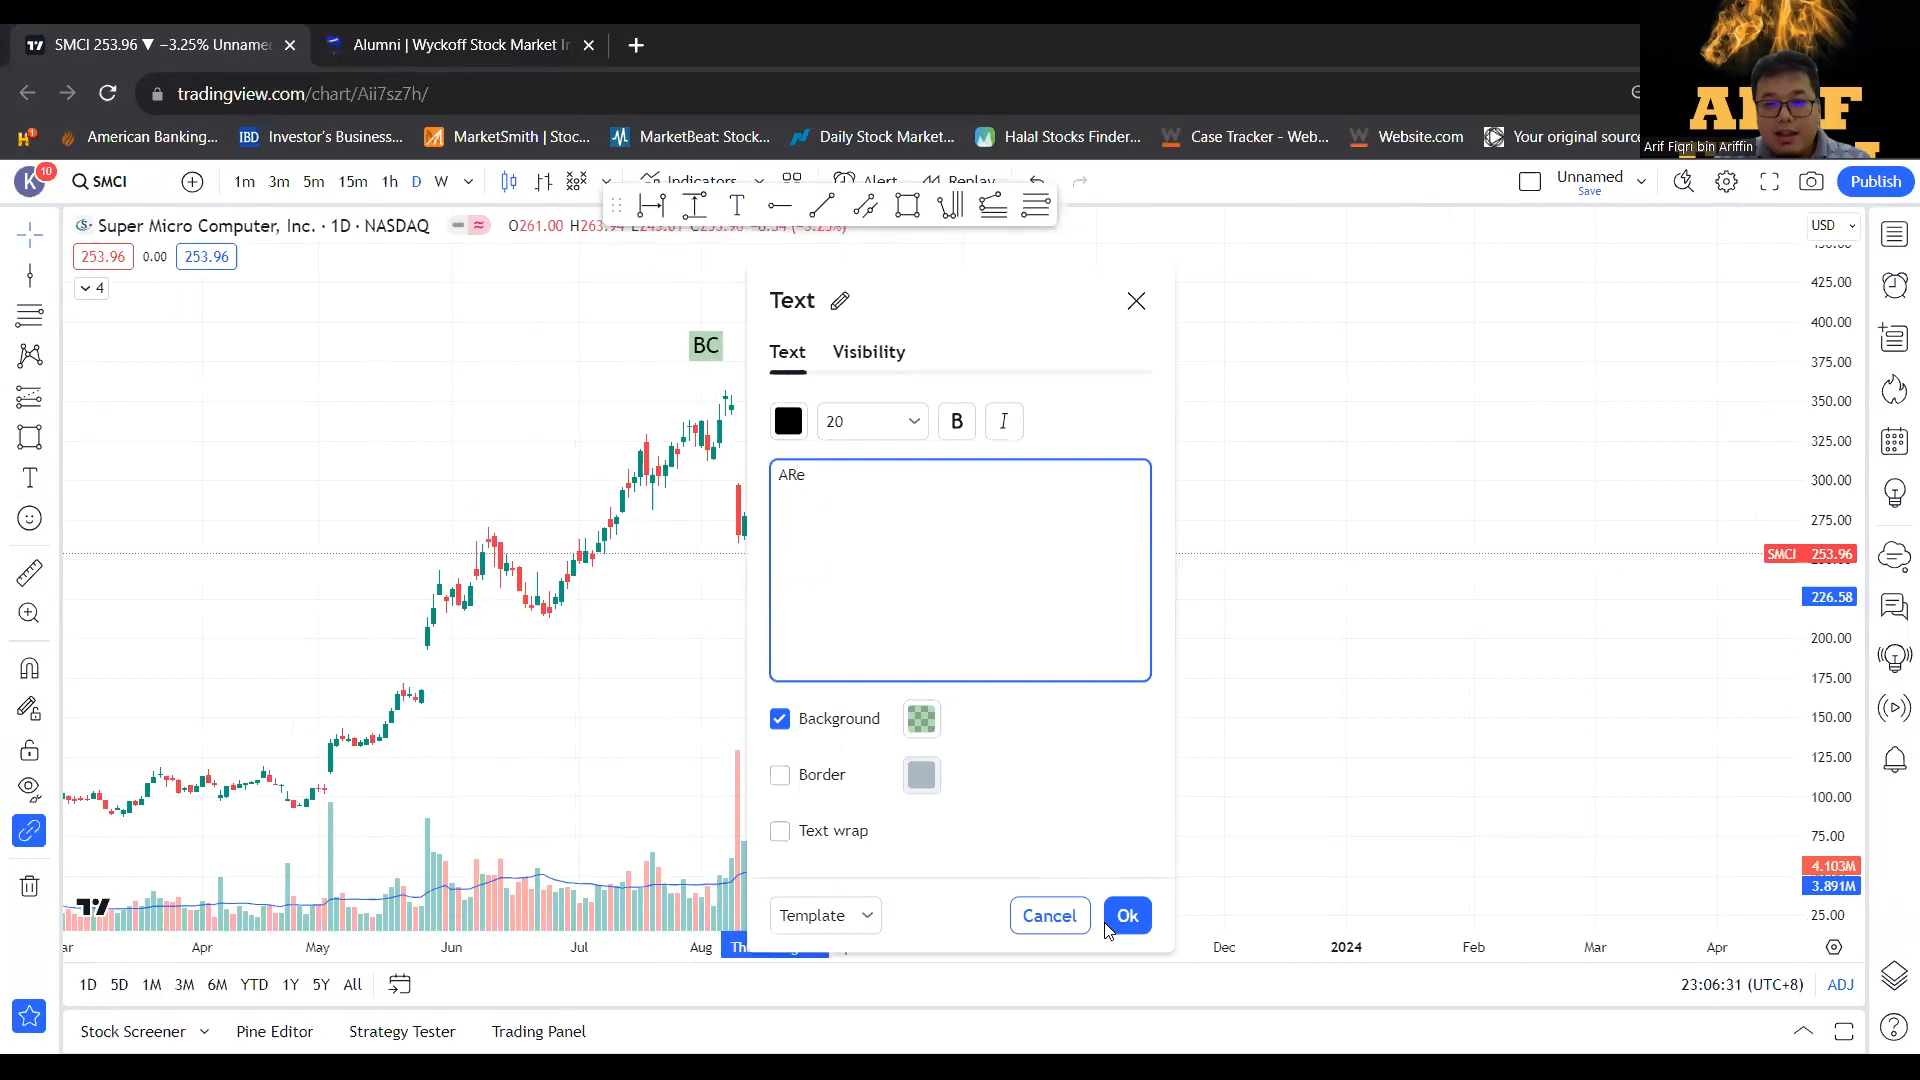 SMCI 253.96 ▼ −3.25% Unname
Alumni | Wyckoff Stock Market I
tradingview.com/chart/Aii7sz7h/
American Banking...
IBD Investor's Business...
MarketSmith | Stoc...
MarketBeat: Stock...
Daily Stock Market...
Halal Stocks Finder...
Case Tracker - Web...
Website.com
Your original source
Arif Fiqri bin Ariffin
K 10
SMCI
1m 3m 5m 15m 1h D W
Indicators
Alert
Replay
Unnamed
Save
Publish
Super Micro Computer, Inc. · 1D · NASDAQ
O261.00
253.96 0.00 253.96
4
USD
BC
Text
Text Visibility
20 B I
ARe
Background
Border
Text wrap
Template
Cancel
Ok
425.00
400.00
375.00
350.00
325.00
300.00
275.00
SMCI 253.96
226.58
200.00
175.00
150.00
125.00
100.00
75.00
4.103M
3.891M
25.00
Apr May Jun Jul Aug Th Dec 2024 Feb Mar Apr
1D 5D 1M 3M 6M YTD 1Y 5Y All
23:06:31 (UTC+8) ADJ
Stock Screener
Pine Editor
Strategy Tester
Trading Panel